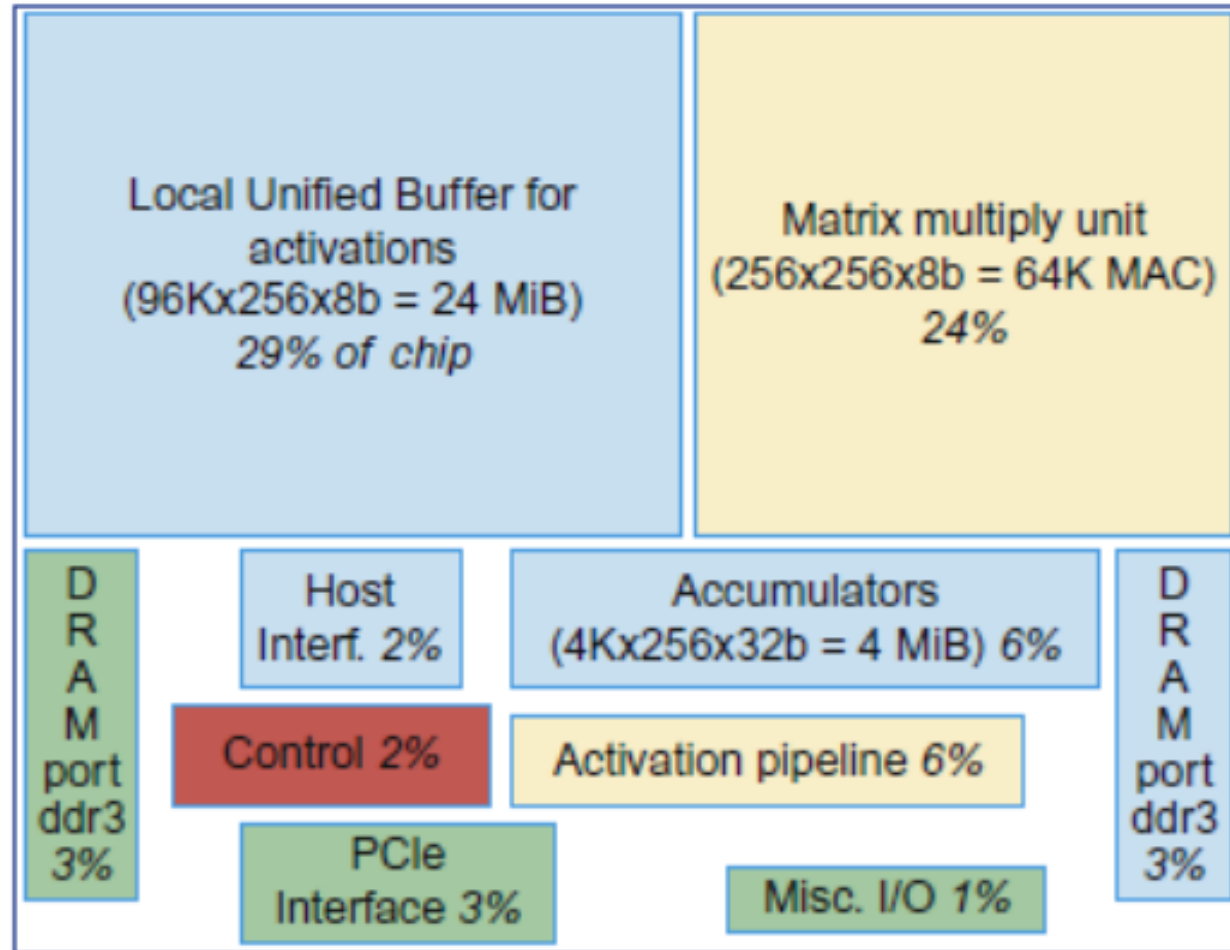 Local Unified Buffer for
activations
(96Kx256x8b = 24 MiB)
29% of chip
Matrix multiply unit
(256x256x8b = 64K MAC)
24%
D
R
A
M
port
ddr3
3%
Host
Interf. 2%
Accumulators
(4Kx256x32b = 4 MiB) 6%
D
R
A
M
port
ddr3
3%
Control 2%
Activation pipeline 6%
PCIe
Interface 3%
Misc. I/O 1%